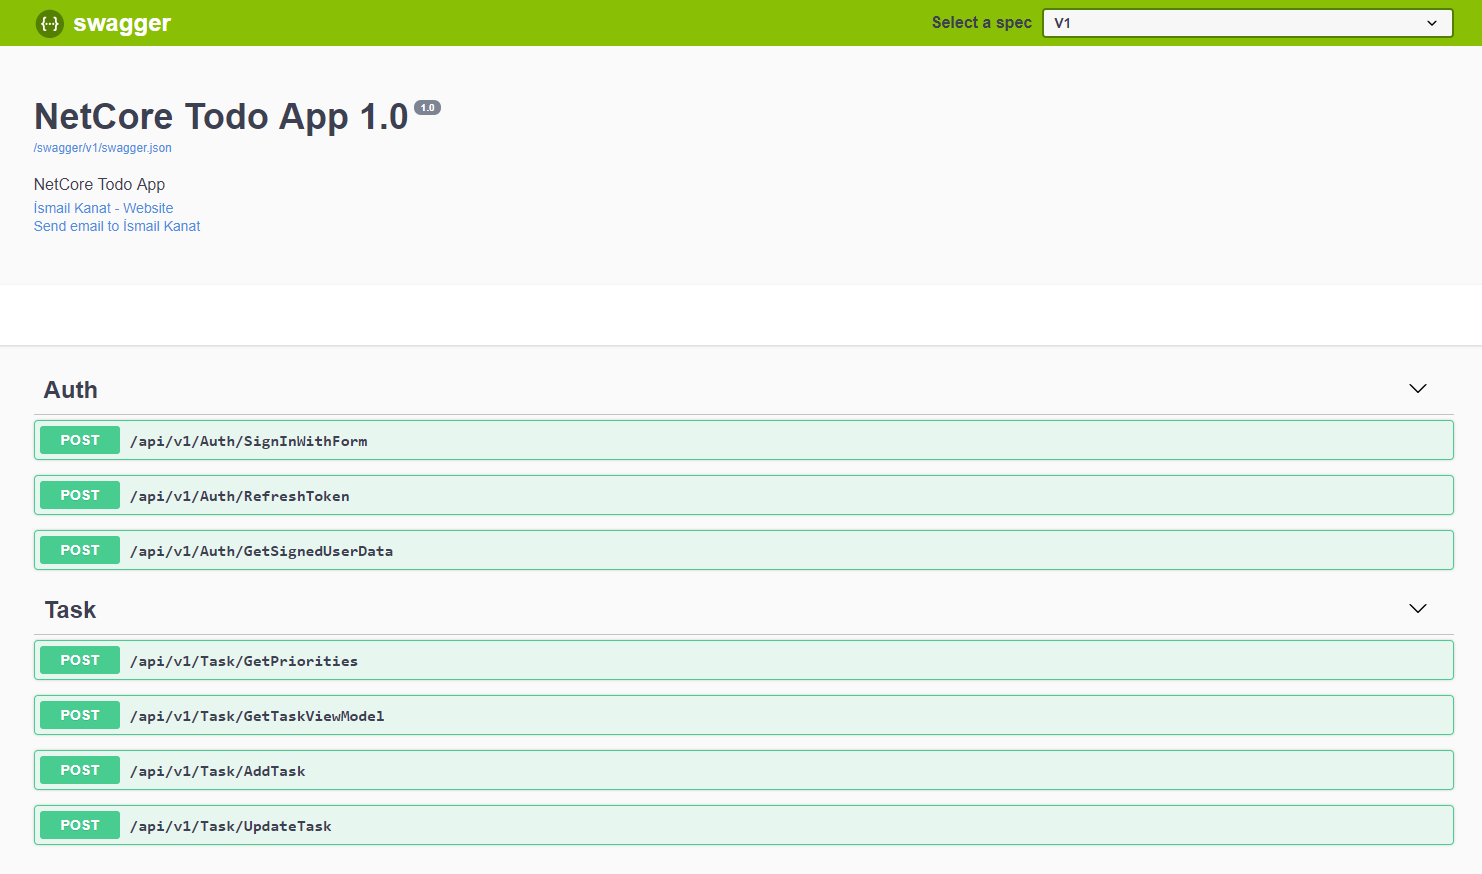 {···} swagger
Select a spec V1
NetCore Todo App 1.0 1.0
/swagger/v1/swagger.json
NetCore Todo App
İsmail Kanat - Website
Send email to İsmail Kanat
Auth
POST /api/v1/Auth/SignInWithForm
POST /api/v1/Auth/RefreshToken
POST /api/v1/Auth/GetSignedUserData
Task
POST /api/v1/Task/GetPriorities
POST /api/v1/Task/GetTaskViewModel
POST /api/v1/Task/AddTask
POST /api/v1/Task/UpdateTask